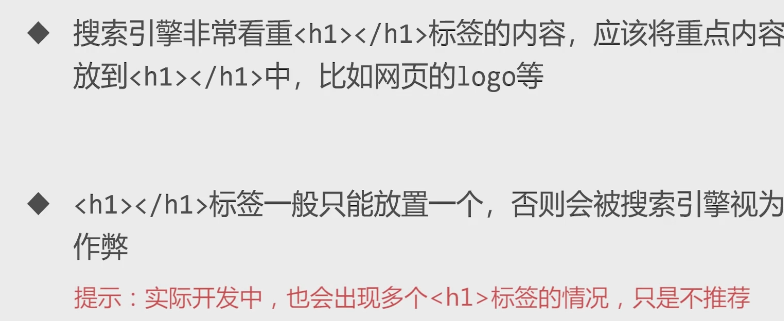 ◆ 搜索引擎非常看重<h1></h1>标签的内容，应该将重点内容
放到<h1></h1>中，比如网页的logo等
◆ <h1></h1>标签一般只能放置一个，否则会被搜索引擎视为
作弊
提示：实际开发中，也会出现多个<h1>标签的情况，只是不推荐